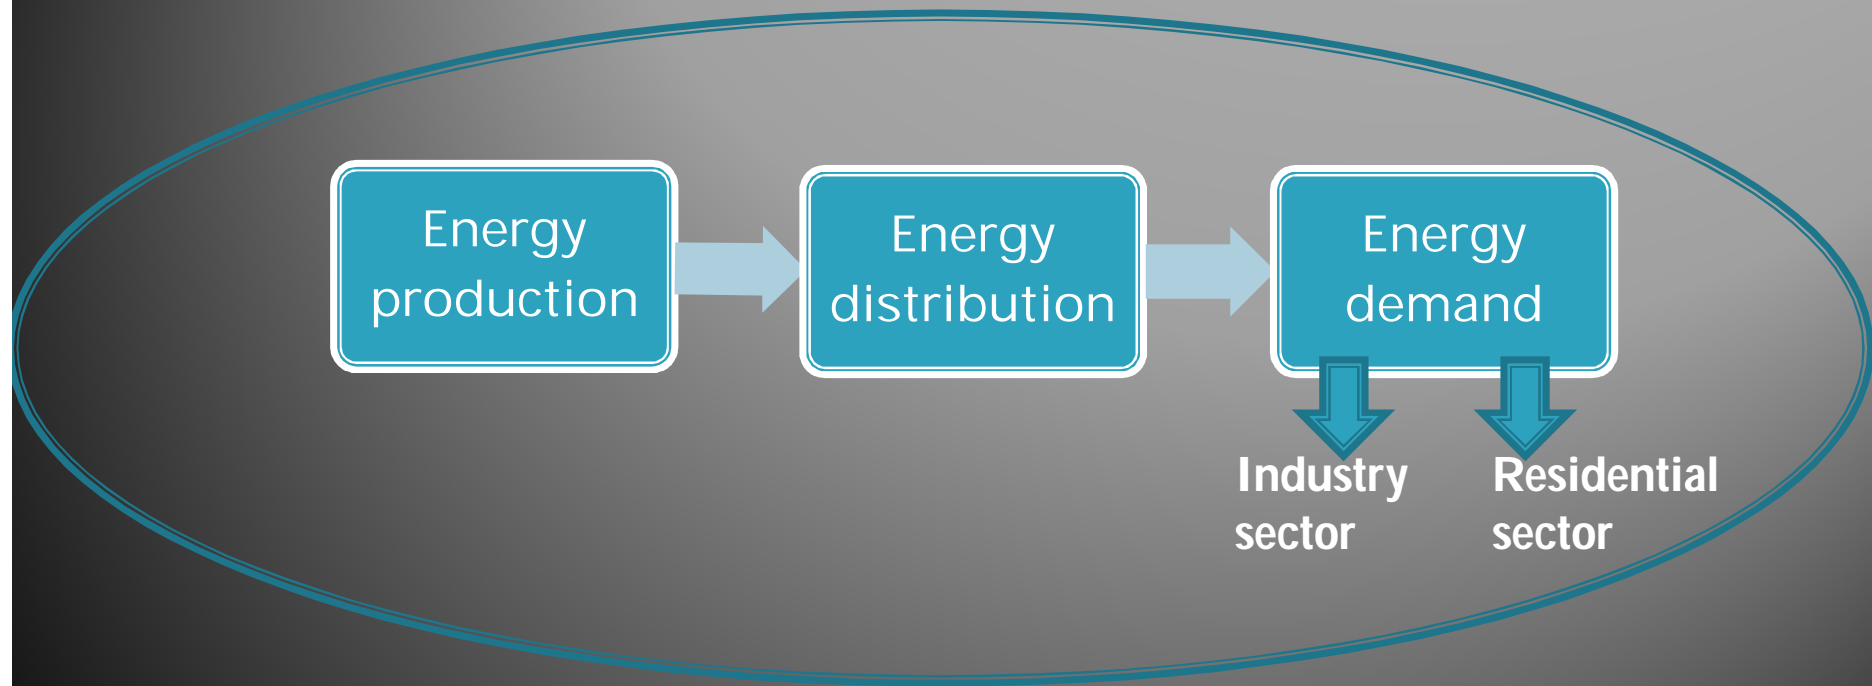 Energy
production
Energy
distribution
Energy
demand
Industry
sector
Residential
sector